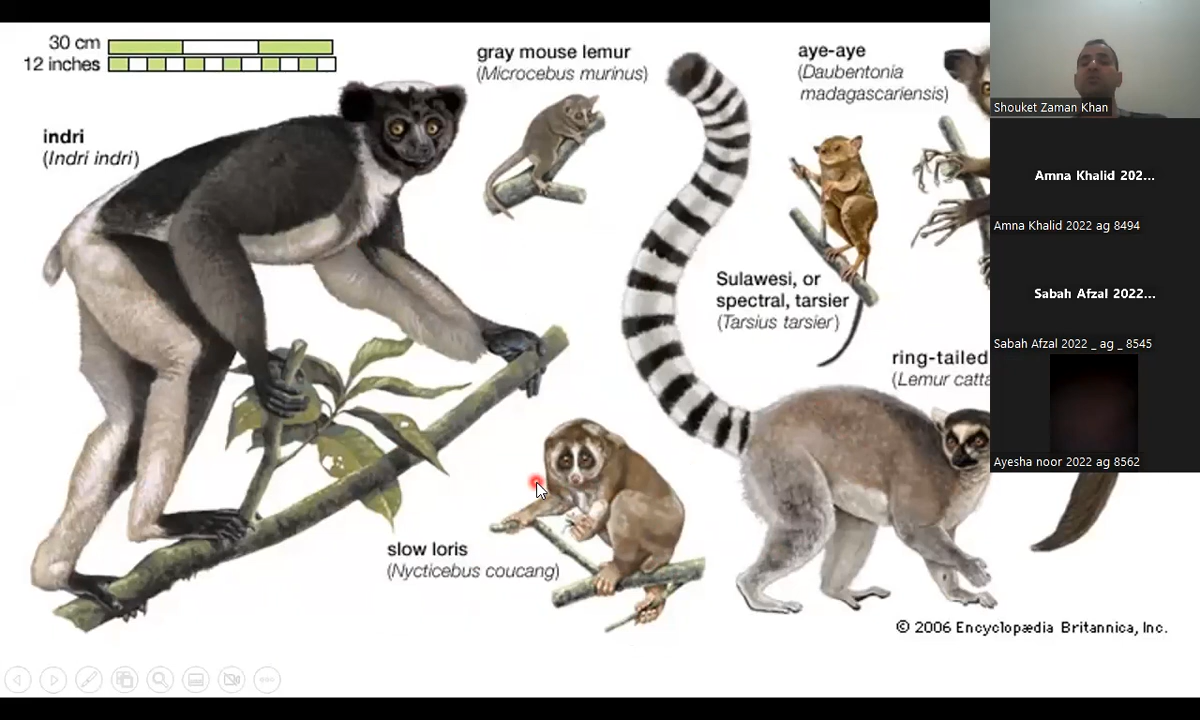 30 cm
12 inches
indri
(Indri indri)
gray mouse lemur
(Microcebus murinus)
aye-aye
(Daubentonia
madagascariensis)
Sulawesi, or
spectral, tarsier
(Tarsius tarsier)
ring-tailed
(Lemur catta
slow loris
(Nycticebus coucang)
© 2006 Encyclopædia Britannica, Inc.
Shouket Zaman Khan
Amna Khalid 202...
Amna Khalid 2022 ag 8494
Sabah Afzal 2022...
Sabah Afzal 2022 _ ag _ 8545
Ayesha noor 2022 ag 8562